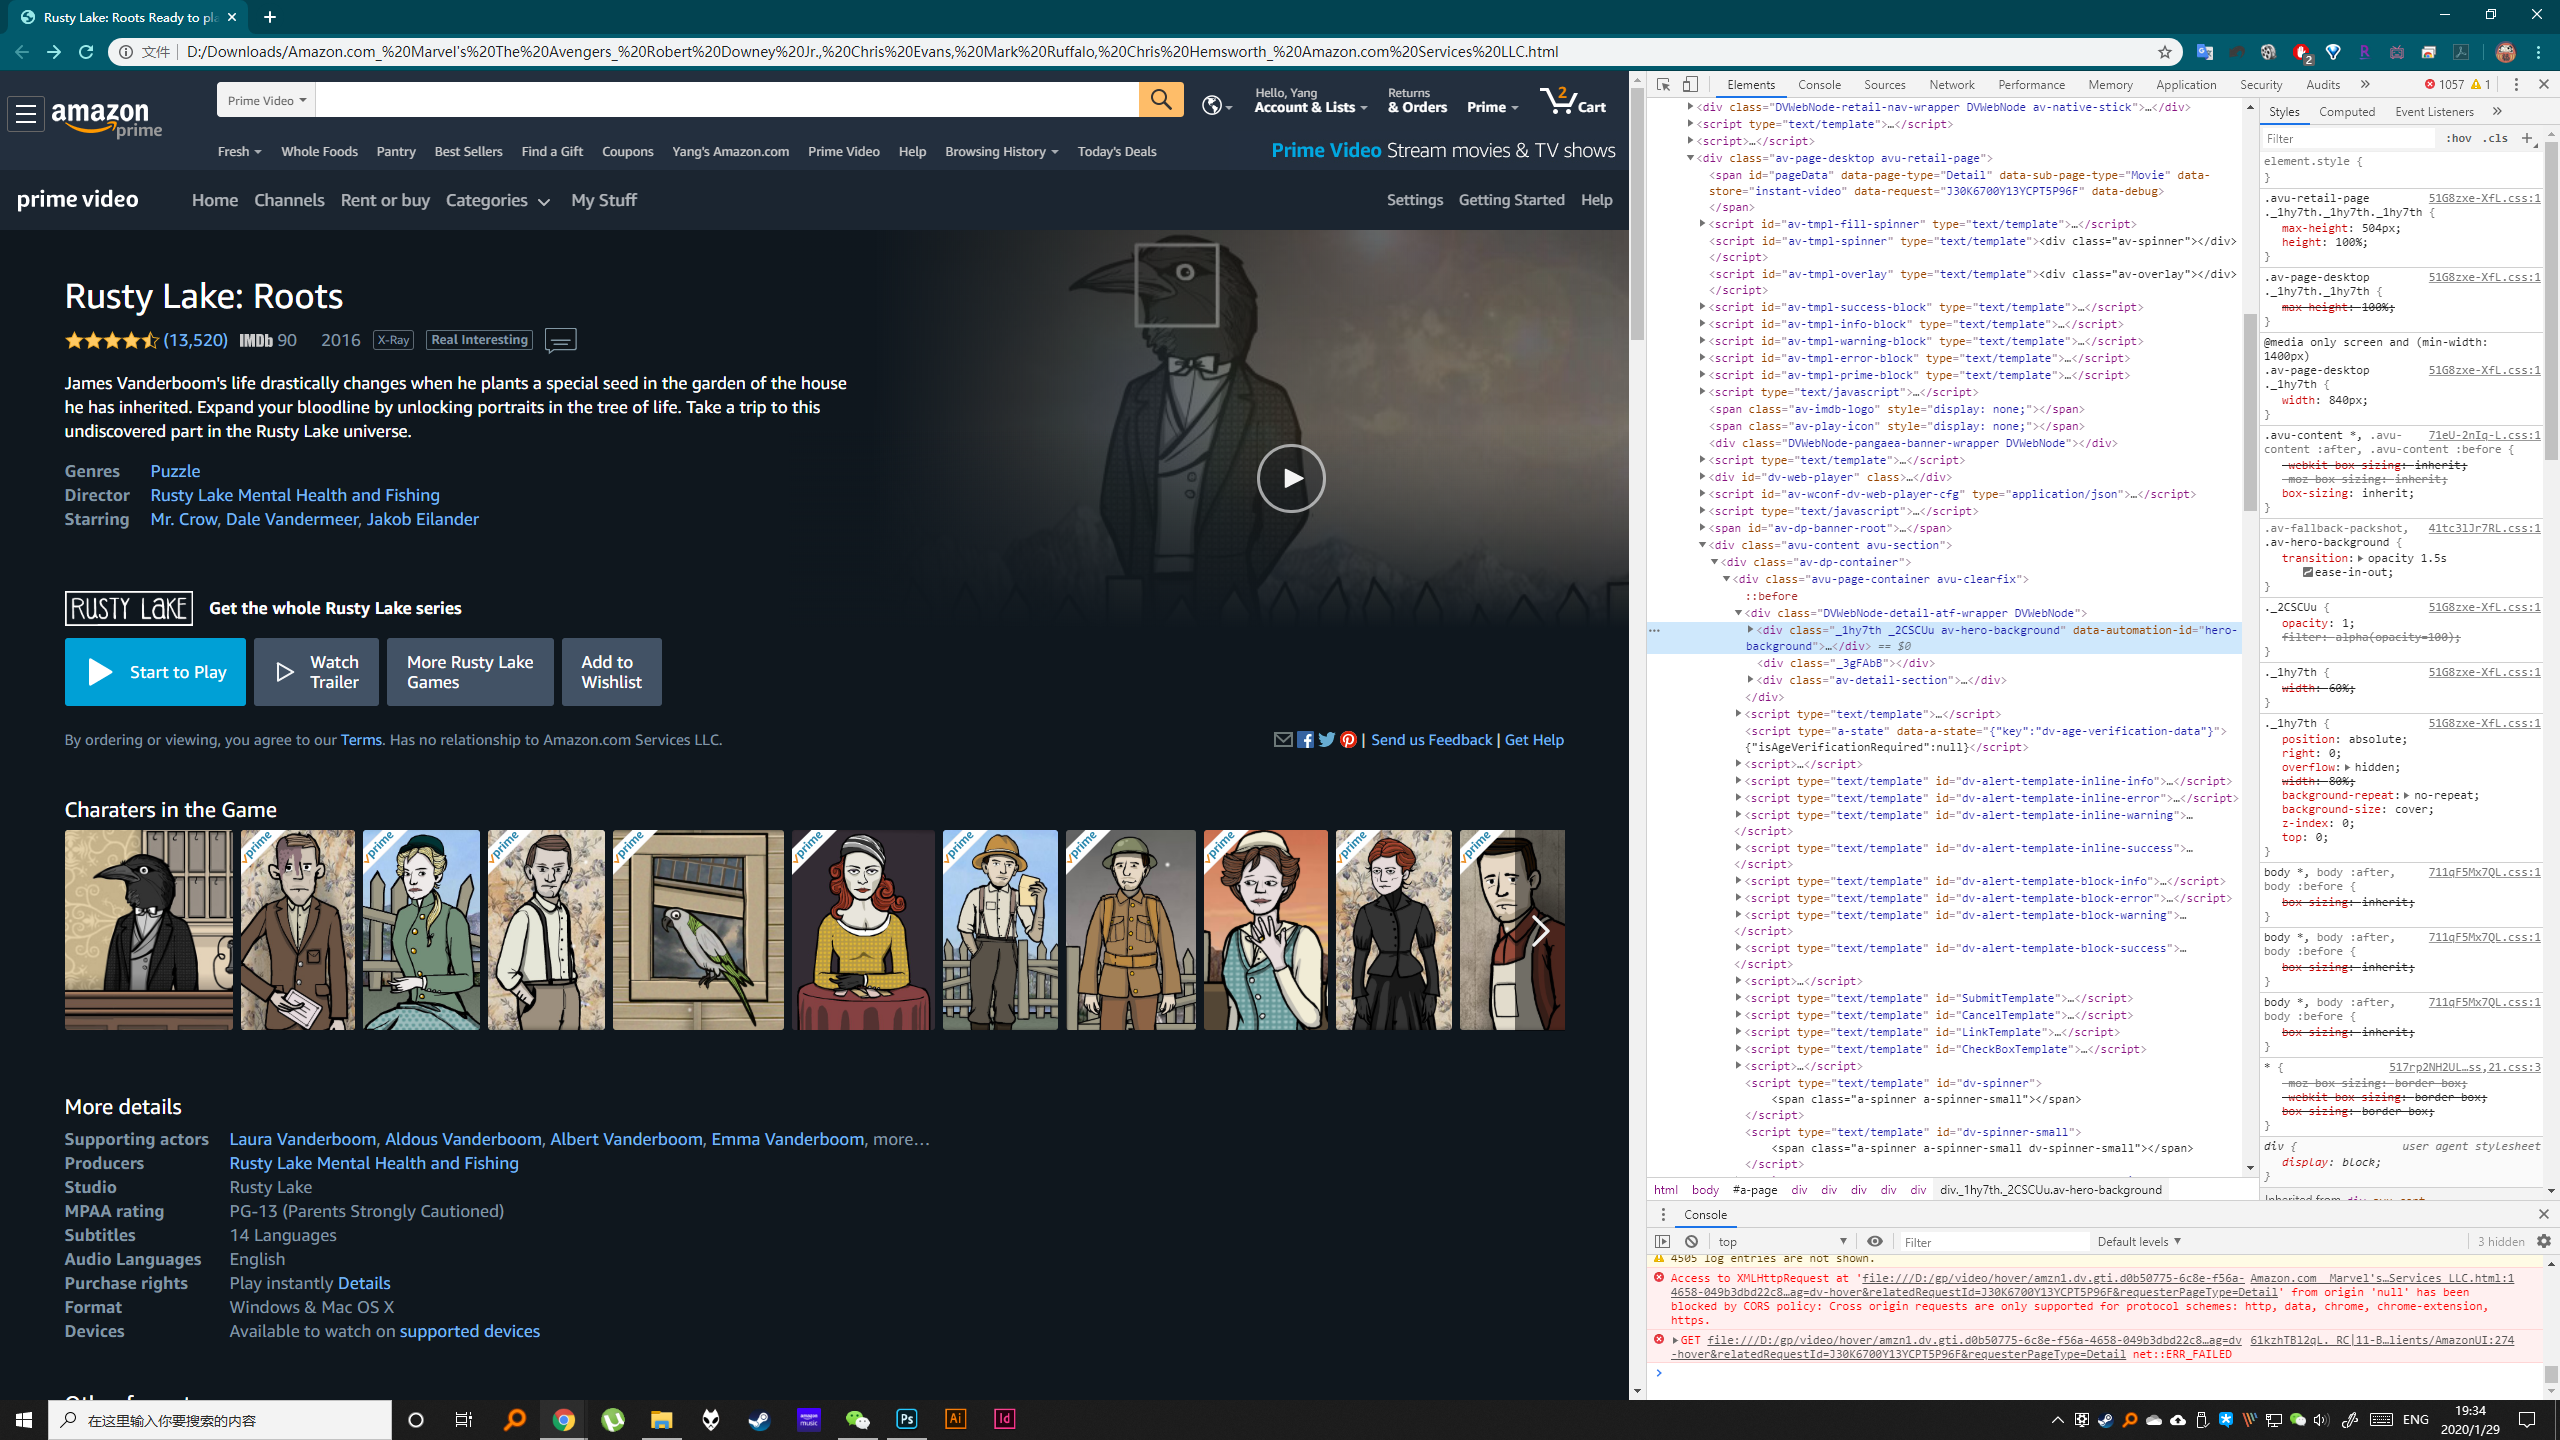 Rusty Lake: Roots Ready to pla
文件 D:/Downloads/Amazon.com_%20Marvel's%20The%20Avengers_%20Robert%20Downey%20Jr.,%20Chris%20Evans,%20Mark%20Ruffalo,%20Chris%20Hemsworth_%20Amazon.com%20Services%20LLC.html
amazon prime
Prime Video
Hello, Yang
Account & Lists
Returns
& Orders
Prime
2
Cart
Fresh Whole Foods Pantry Best Sellers Find a Gift Coupons Yang's Amazon.com Prime Video Help Browsing History Today's Deals
Prime Video Stream movies & TV shows
prime video Home Channels Rent or buy Categories My Stuff Settings Getting Started Help
Rusty Lake: Roots
(13,520) IMDb 90 2016 X-Ray Real Interesting
James Vanderboom's life drastically changes when he plants a special seed in the garden of the house
he has inherited. Expand your bloodline by unlocking portraits in the tree of life. Take a trip to this
undiscovered part in the Rusty Lake universe.
Genres Puzzle
Director Rusty Lake Mental Health and Fishing
Starring Mr. Crow, Dale Vandermeer, Jakob Eilander
RUSTY LAKE Get the whole Rusty Lake series
Start to Play
Watch
Trailer
More Rusty Lake
Games
Add to
Wishlist
By ordering or viewing, you agree to our Terms. Has no relationship to Amazon.com Services LLC.
| Send us Feedback | Get Help
Charaters in the Game
prime
prime
prime
prime
prime
prime
prime
prime
prime
prime
More details
Supporting actors Laura Vanderboom, Aldous Vanderboom, Albert Vanderboom, Emma Vanderboom, more…
Producers Rusty Lake Mental Health and Fishing
Studio Rusty Lake
MPAA rating PG-13 (Parents Strongly Cautioned)
Subtitles 14 Languages
Audio Languages English
Purchase rights Play instantly Details
Format Windows & Mac OS X
Devices Available to watch on supported devices
Elements Console Sources Network Performance Memory Application Security Audits » 1057 1
<div class="DVWebNode-retail-nav-wrapper DVWebNode av-native-stick">…</div>
<script type="text/template">…</script>
<script>…</script>
<div class="av-page-desktop avu-retail-page">
<span id="pageData" data-page-type="Detail" data-sub-page-type="Movie" data-
store="instant-video" data-request="J30K6700Y13YCPT5P96F" data-debug>
</span>
<script id="av-tmpl-fill-spinner" type="text/template">…</script>
<script id="av-tmpl-spinner" type="text/template"><div class="av-spinner"></div>
</script>
<script id="av-tmpl-overlay" type="text/template"><div class="av-overlay"></div>
</script>
<script id="av-tmpl-success-block" type="text/template">…</script>
<script id="av-tmpl-info-block" type="text/template">…</script>
<script id="av-tmpl-warning-block" type="text/template">…</script>
<script id="av-tmpl-error-block" type="text/template">…</script>
<script id="av-tmpl-prime-block" type="text/template">…</script>
<script type="text/javascript">…</script>
<span class="av-imdb-logo" style="display: none;"></span>
<span class="av-play-icon" style="display: none;"></span>
<div class="DVWebNode-pangaea-banner-wrapper DVWebNode"></div>
<script type="text/template">…</script>
<div id="dv-web-player" class>…</div>
<script id="av-wconf-dv-web-player-cfg" type="application/json">…</script>
<script type="text/javascript">…</script>
<span id="av-dp-banner-root">…</span>
<div class="avu-content avu-section">
<div class="av-dp-container">
<div class="avu-page-container avu-clearfix">
::before
<div class="DVWebNode-detail-atf-wrapper DVWebNode">
<div class="_1hy7th _2CSCUu av-hero-background" data-automation-id="hero-
background">…</div> == $0
<div class="_3gFAbB"></div>
<div class="av-detail-section">…</div>
</div>
<script type="text/template">…</script>
<script type="a-state" data-a-state="{"key":"dv-age-verification-data"}">
{"isAgeVerificationRequired":null}</script>
<script>…</script>
<script type="text/template" id="dv-alert-template-inline-info">…</script>
<script type="text/template" id="dv-alert-template-inline-error">…</script>
<script type="text/template" id="dv-alert-template-inline-warning">…
</script>
<script type="text/template" id="dv-alert-template-inline-success">…
</script>
<script type="text/template" id="dv-alert-template-block-info">…</script>
<script type="text/template" id="dv-alert-template-block-error">…</script>
<script type="text/template" id="dv-alert-template-block-warning">…
</script>
<script type="text/template" id="dv-alert-template-block-success">…
</script>
<script>…</script>
<script type="text/template" id="SubmitTemplate">…</script>
<script type="text/template" id="CancelTemplate">…</script>
<script type="text/template" id="LinkTemplate">…</script>
<script type="text/template" id="CheckBoxTemplate">…</script>
<script>…</script>
<script type="text/template" id="dv-spinner">
<span class="a-spinner a-spinner-small"></span>
</script>
<script type="text/template" id="dv-spinner-small">
<span class="a-spinner a-spinner-small dv-spinner-small"></span>
</script>
html body #a-page div div div div div div._1hy7th._2CSCUu.av-hero-background
Styles Computed Event Listeners »
Filter :hov .cls +
element.style {
}
.avu-retail-page 51G8zxe-XfL.css:1
._1hy7th._1hy7th._1hy7th {
max-height: 504px;
height: 100%;
}
.av-page-desktop 51G8zxe-XfL.css:1
._1hy7th._1hy7th {
max-height: 100%;
}
@media only screen and (min-width:
1400px)
.av-page-desktop 51G8zxe-XfL.css:1
._1hy7th {
width: 840px;
}
.avu-content *, .avu- 71eU-2nIq-L.css:1
content :after, .avu-content :before {
-webkit-box-sizing: inherit;
-moz-box-sizing: inherit;
box-sizing: inherit;
}
.av-fallback-packshot, 41tc3lJr7RL.css:1
.av-hero-background {
transition: opacity 1.5s
ease-in-out;
}
._2CSCUu { 51G8zxe-XfL.css:1
opacity: 1;
filter: alpha(opacity=100);
}
._1hy7th { 51G8zxe-XfL.css:1
width: 60%;
}
._1hy7th { 51G8zxe-XfL.css:1
position: absolute;
right: 0;
overflow: hidden;
width: 80%;
background-repeat: no-repeat;
background-size: cover;
z-index: 0;
top: 0;
}
body *, body :after, 711qF5Mx7QL.css:1
body :before {
box-sizing: inherit;
}
body *, body :after, 711qF5Mx7QL.css:1
body :before {
box-sizing: inherit;
}
body *, body :after, 711qF5Mx7QL.css:1
body :before {
box-sizing: inherit;
}
* { 517rp2NH2UL…ss,21.css:3
-moz-box-sizing: border-box;
-webkit-box-sizing: border-box;
box-sizing: border-box;
}
div { user agent stylesheet
display: block;
}
Console
top Filter Default levels 3 hidden
4505 log entries are not shown.
Access to XMLHttpRequest at 'file:///D:/gp/video/hover/amzn1.dv.gti.d0b50775-6c8e-f56a- Amazon.com Marvel's…Services LLC.html:1
4658-049b3dbd22c8…ag=dv-hover&relatedRequestId=J30K6700Y13YCPT5P96F&requesterPageType=Detail' from origin 'null' has been
blocked by CORS policy: Cross origin requests are only supported for protocol schemes: http, data, chrome, chrome-extension,
https.
GET file:///D:/gp/video/hover/amzn1.dv.gti.d0b50775-6c8e-f56a-4658-049b3dbd22c8…ag=dv 61kzhTBl2qL._RC|11-B…lients/AmazonUI:274
-hover&relatedRequestId=J30K6700Y13YCPT5P96F&requesterPageType=Detail net::ERR_FAILED
在这里输入你要搜索的内容
amazon music
Ps
Ai
Id
ENG
19:34
2020/1/29